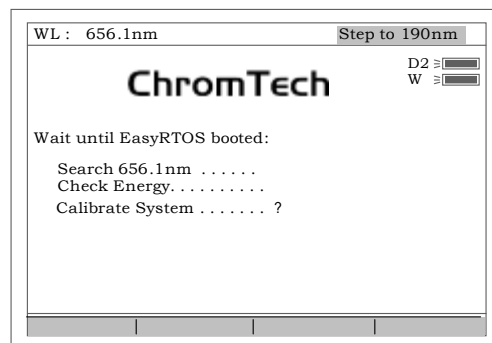 WL : 656.1nm Step to 190nm
D2
W
ChromTech
Wait until EasyRTOS booted:
Search 656.1nm ......
Check Energy..........
Calibrate System ....... ?